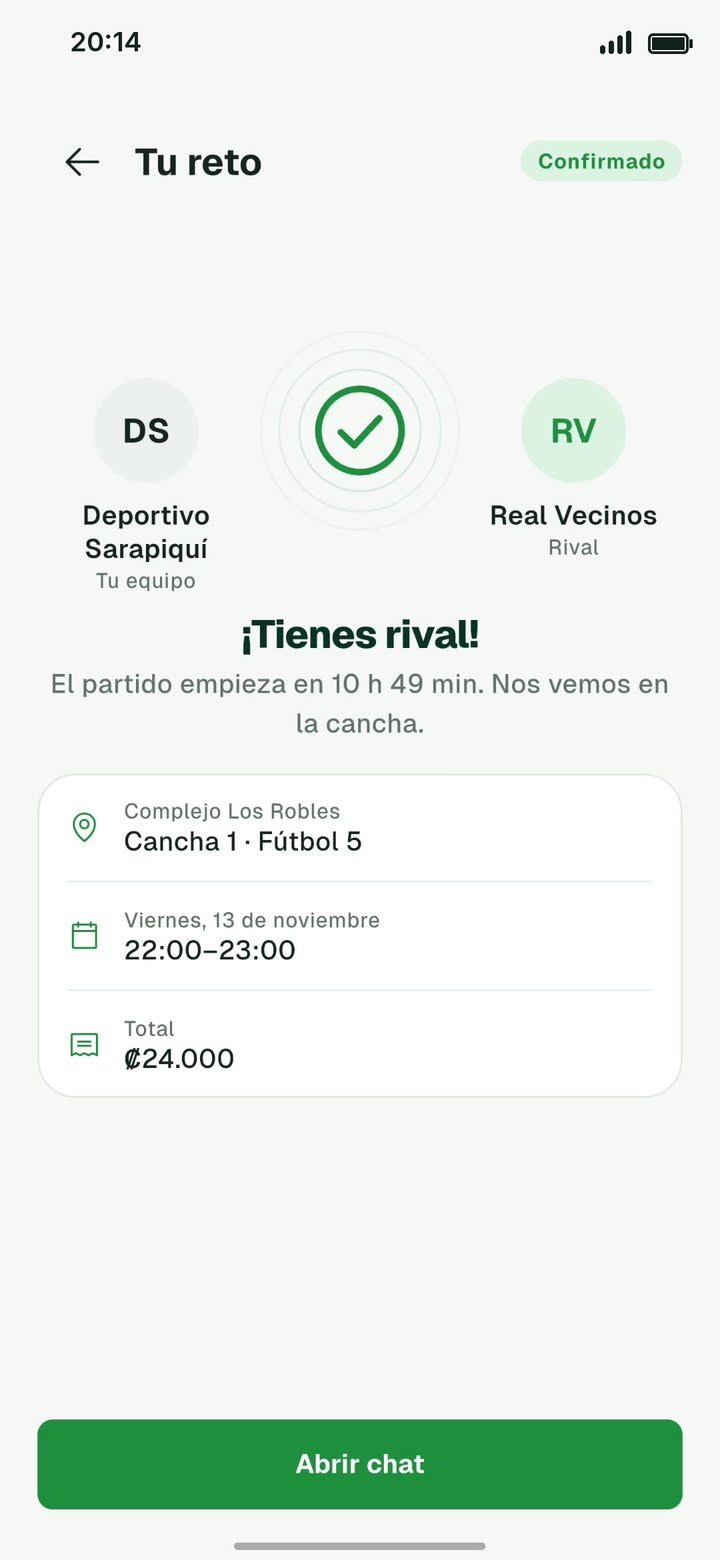 20:14
Tu reto
Confirmado
DS
RV
Deportivo
Sarapiquí
Tu equipo
Real Vecinos
Rival
¡Tienes rival!
El partido empieza en 10 h 49 min. Nos vemos en
la cancha.
Complejo Los Robles
Cancha 1 · Fútbol 5
Viernes, 13 de noviembre
22:00–23:00
Total
₡24.000
Abrir chat